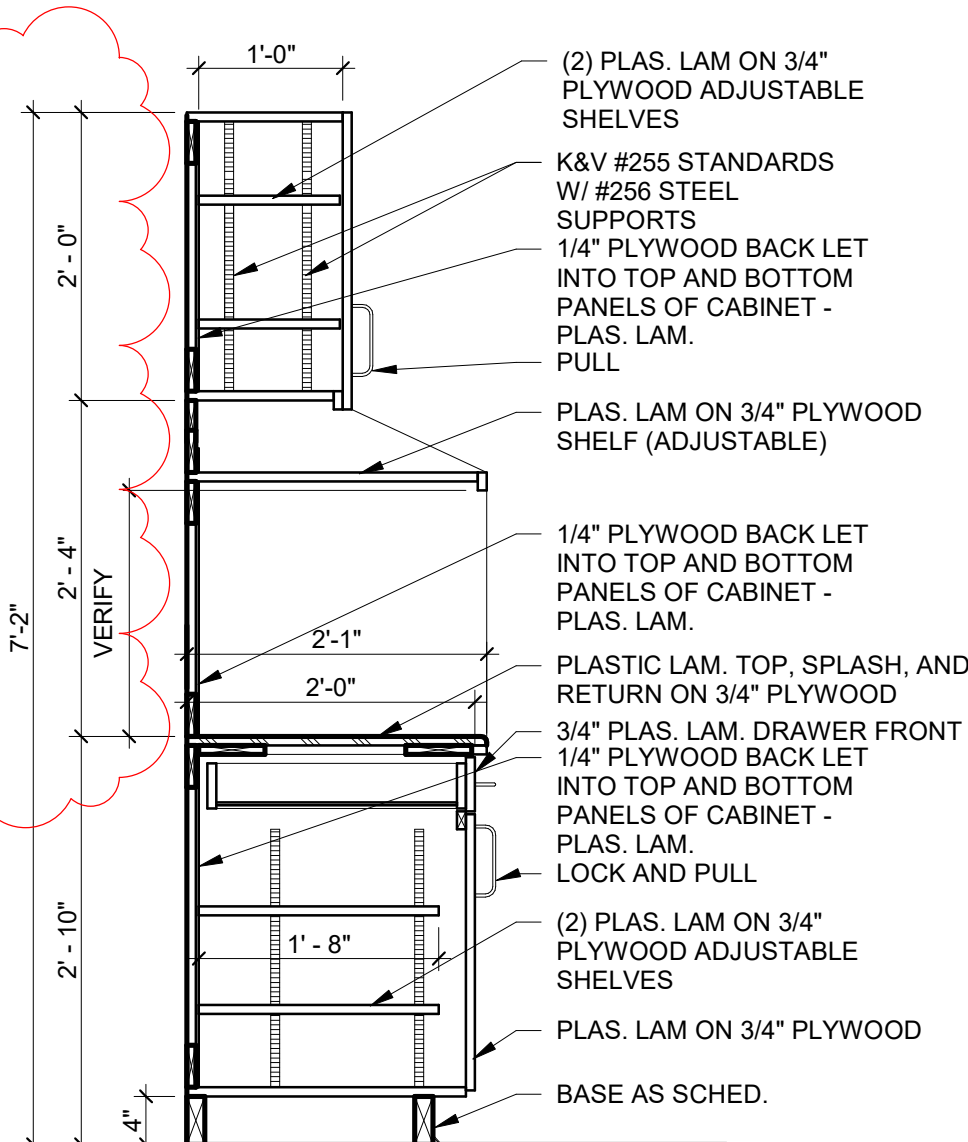 1'-0"
(2) PLAS. LAM ON 3/4"
PLYWOOD ADJUSTABLE
SHELVES
K&V #255 STANDARDS
W/ #256 STEEL
SUPPORTS
1/4" PLYWOOD BACK LET
INTO TOP AND BOTTOM
PANELS OF CABINET -
PLAS. LAM.
PULL
PLAS. LAM ON 3/4" PLYWOOD
SHELF (ADJUSTABLE)
1/4" PLYWOOD BACK LET
INTO TOP AND BOTTOM
PANELS OF CABINET -
PLAS. LAM.
PLASTIC LAM. TOP, SPLASH, AND
RETURN ON 3/4" PLYWOOD
3/4" PLAS. LAM. DRAWER FRONT
1/4" PLYWOOD BACK LET
INTO TOP AND BOTTOM
PANELS OF CABINET -
PLAS. LAM.
LOCK AND PULL
(2) PLAS. LAM ON 3/4"
PLYWOOD ADJUSTABLE
SHELVES
PLAS. LAM ON 3/4" PLYWOOD
BASE AS SCHED.
7'-2"
2' - 0"
2' - 4"
VERIFY
2' - 10"
4"
2'-1"
2'-0"
1' - 8"